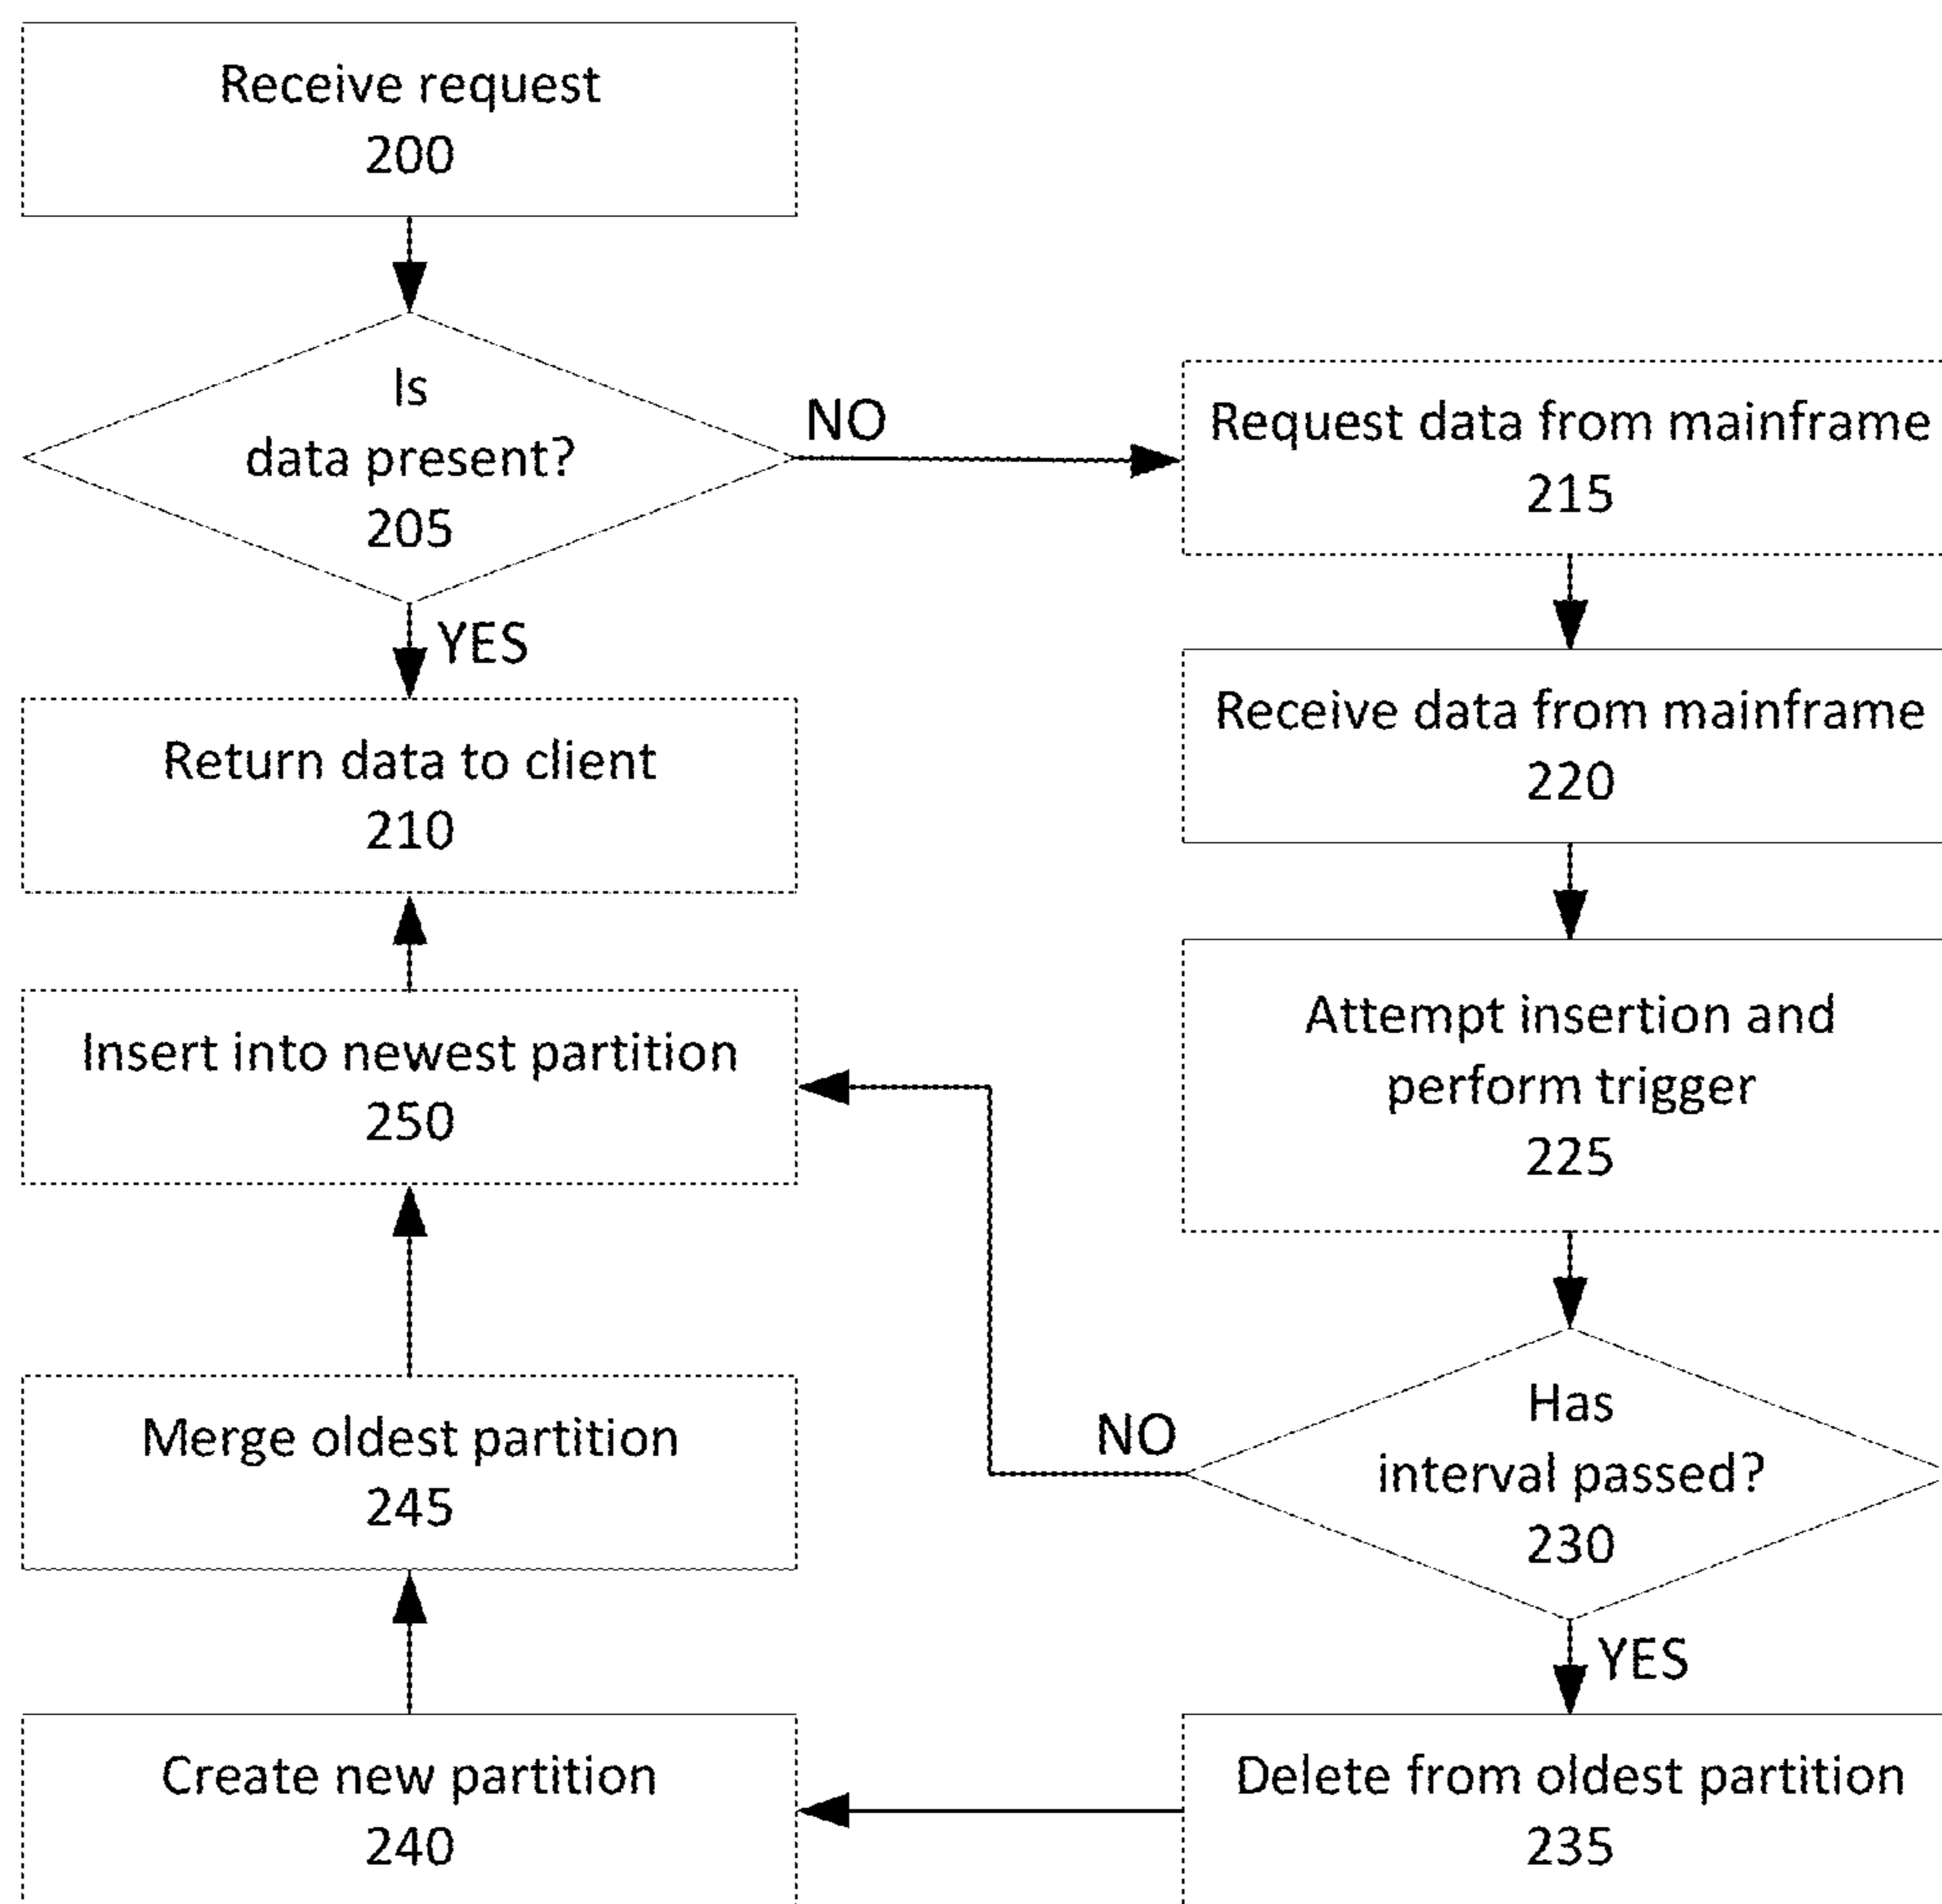 Receive request
200
Is
data present?
205
NO
YES
Request data from mainframe
215
Return data to client
210
Receive data from mainframe
220
Insert into newest partition
250
Attempt insertion and
perform trigger
225
Merge oldest partition
245
NO
Has
interval passed?
230
YES
Create new partition
240
Delete from oldest partition
235